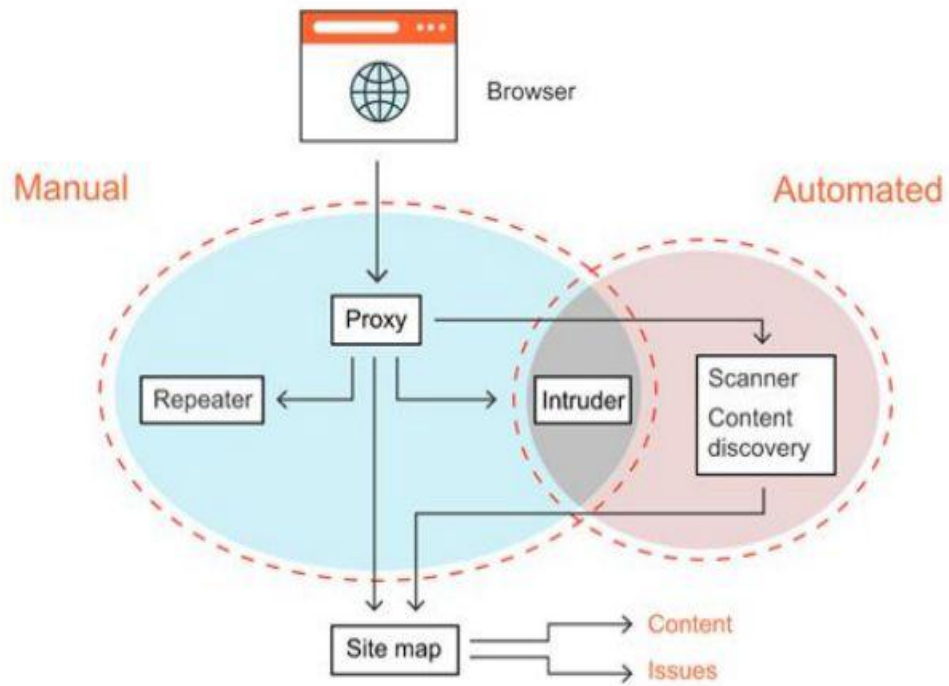 Browser
Manual
Automated
Proxy
Repeater
Intruder
Scanner
Content
discovery
Site map
Content
Issues